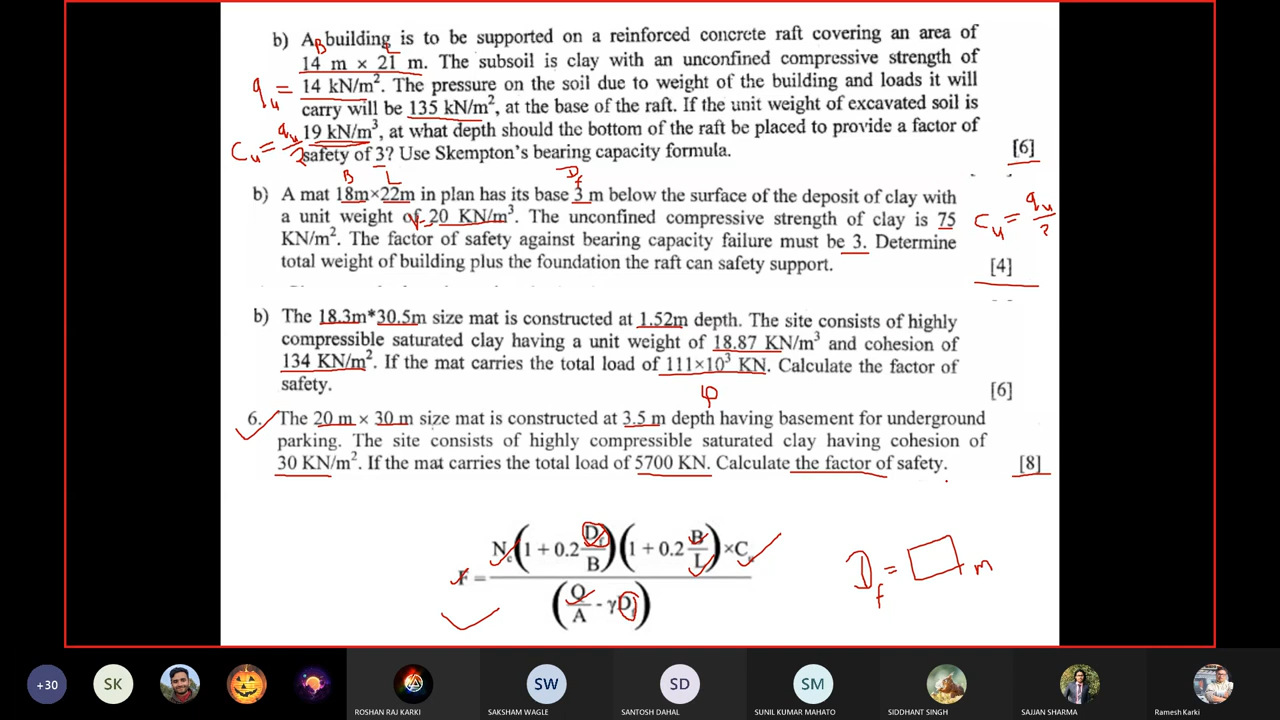 b) A building is to be supported on a reinforced concrete raft covering an area of
B L
14 m × 21 m. The subsoil is clay with an unconfined compressive strength of
qu = 14 kN/m². The pressure on the soil due to weight of the building and loads it will
carry will be 135 kN/m², at the base of the raft. If the unit weight of excavated soil is
19 kN/m³, at what depth should the bottom of the raft be placed to provide a factor of
Cu = qu/2
safety of 3? Use Skempton's bearing capacity formula. [6]
B L Df
b) A mat 18m×22m in plan has its base 3 m below the surface of the deposit of clay with
a unit weight of 20 KN/m³. The unconfined compressive strength of clay is 75
Cu = qu/2
KN/m². The factor of safety against bearing capacity failure must be 3. Determine
total weight of building plus the foundation the raft can safety support. [4]
b) The 18.3m*30.5m size mat is constructed at 1.52m depth. The site consists of highly
compressible saturated clay having a unit weight of 18.87 KN/m³ and cohesion of
134 KN/m². If the mat carries the total load of 111×10³ KN. Calculate the factor of
safety. [6]
6. The 20 m × 30 m size mat is constructed at 3.5 m depth having basement for underground
parking. The site consists of highly compressible saturated clay having cohesion of
30 KN/m². If the mat carries the total load of 5700 KN. Calculate the factor of safety. [8]
F = Nc(1 + 0.2 Df/B)(1 + 0.2 B/L)×Cu / (Q/A - γDf)
Df = m
+30
SK
SW
SD
SM
ROSHAN RAJ KARKI
SAKSHAM WAGLE
SANTOSH DAHAL
SUNIL KUMAR MAHATO
SIDDHANT SINGH
SAJJAN SHARMA
Ramesh Karki